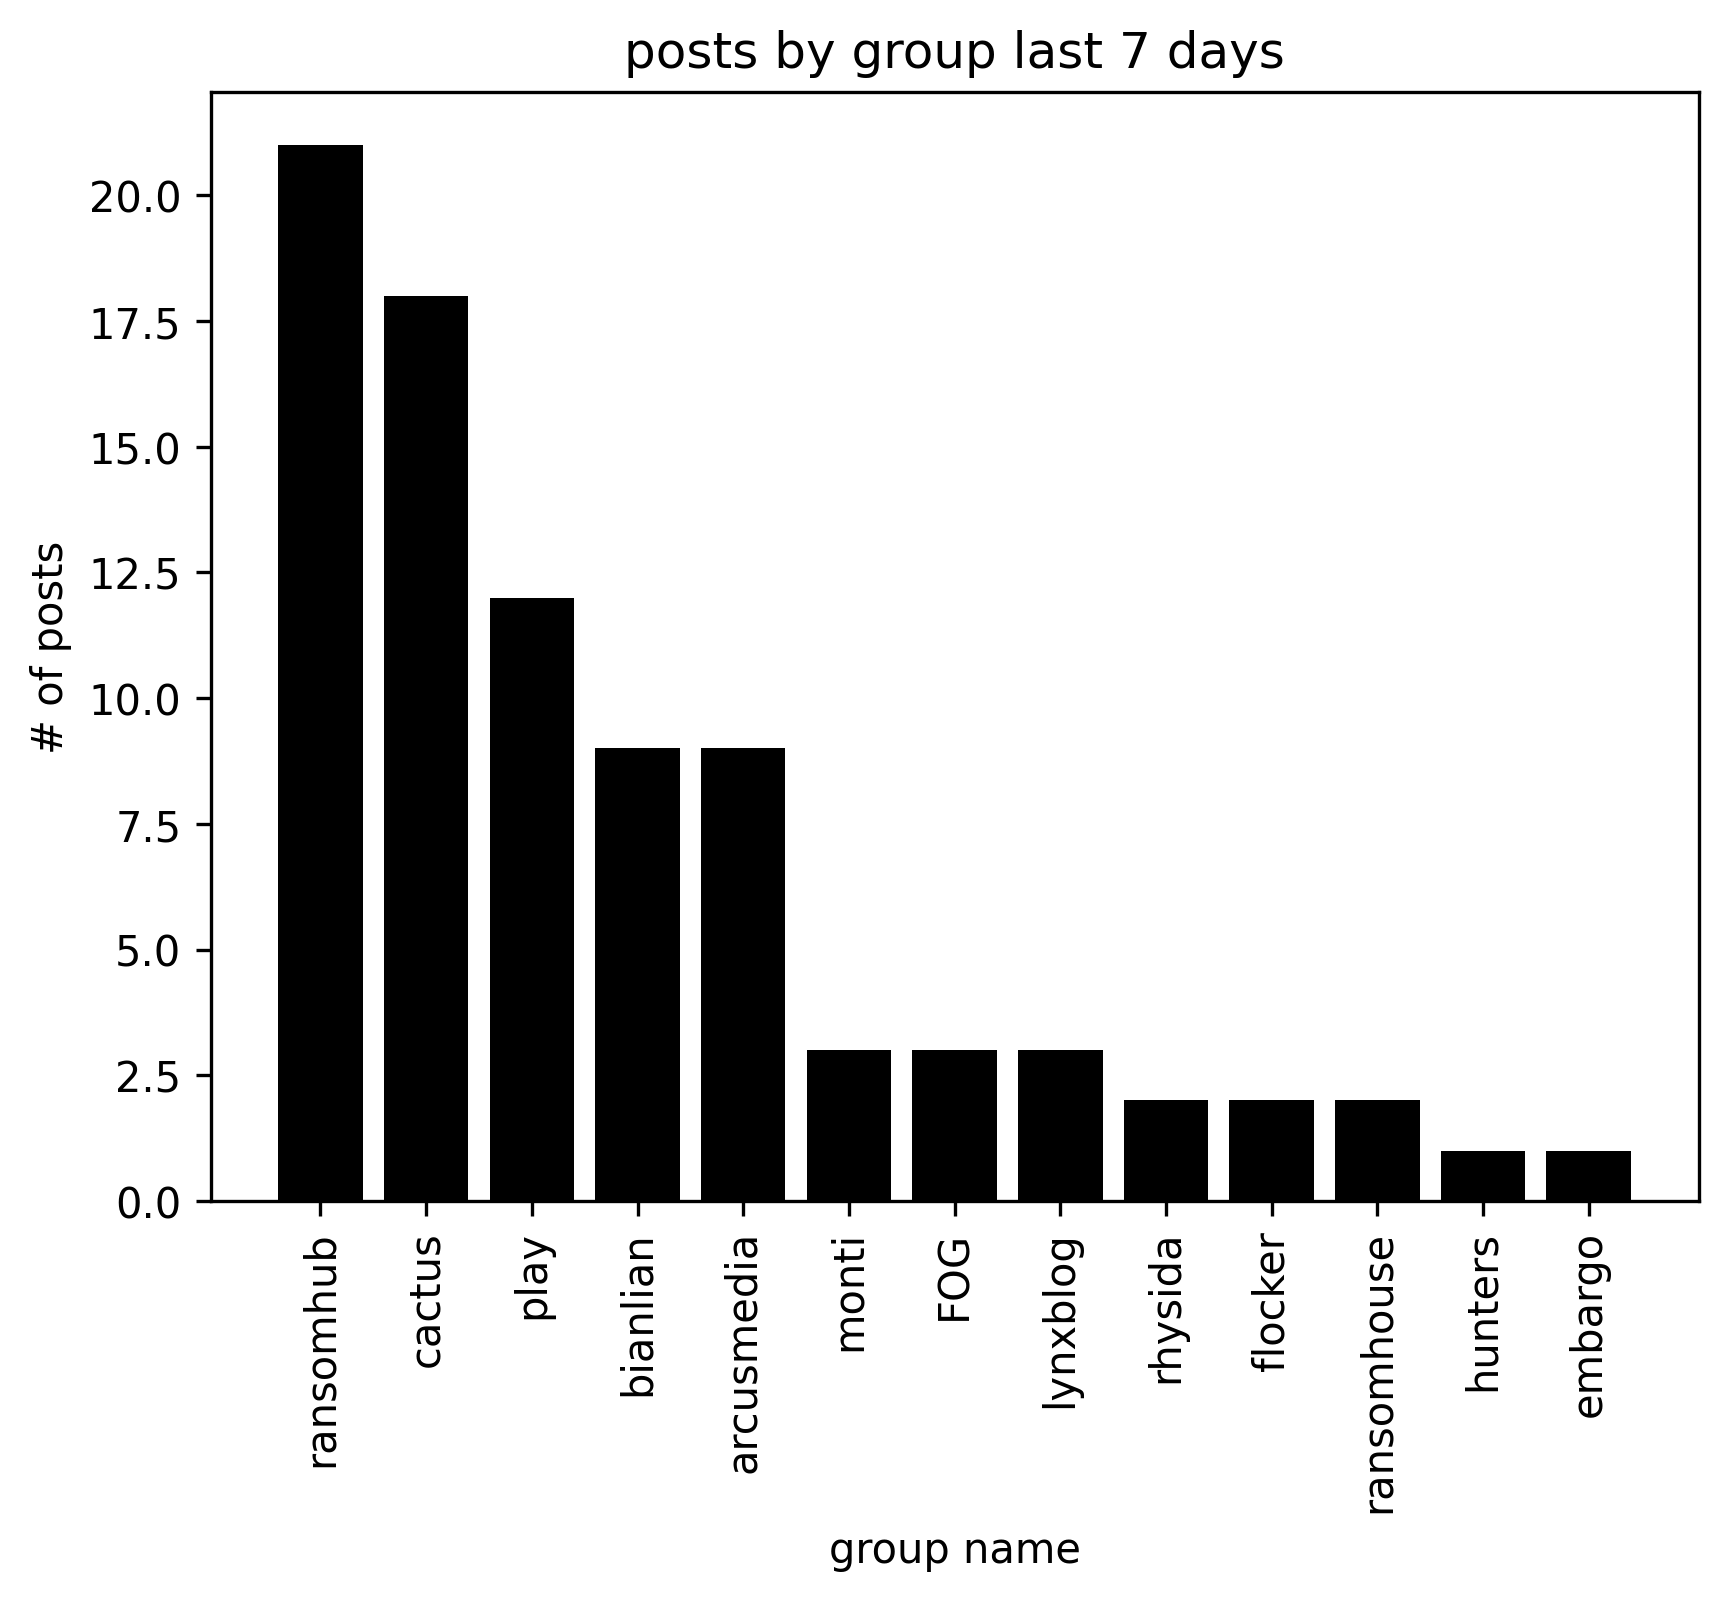 posts by group last 7 days
# of posts
20.0
17.5
15.0
12.5
10.0
7.5
5.0
2.5
0.0
ransomhub
cactus
play
bianlian
arcusmedia
monti
FOG
lynxblog
rhysida
flocker
ransomhouse
hunters
embargo
group name